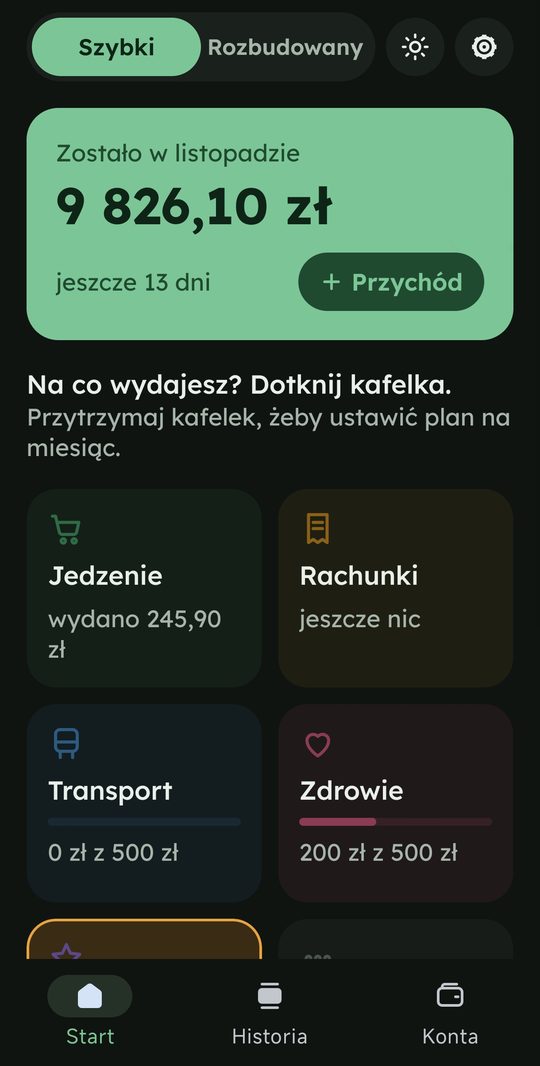 Szybki
Rozbudowany
Zostało w listopadzie
9 826,10 zł
jeszcze 13 dni
+ Przychód
Na co wydajesz? Dotknij kafelka.
Przytrzymaj kafelek, żeby ustawić plan na
miesiąc.
Jedzenie
wydano 245,90
zł
Rachunki
jeszcze nic
Transport
0 zł z 500 zł
Zdrowie
200 zł z 500 zł
Start
Historia
Konta